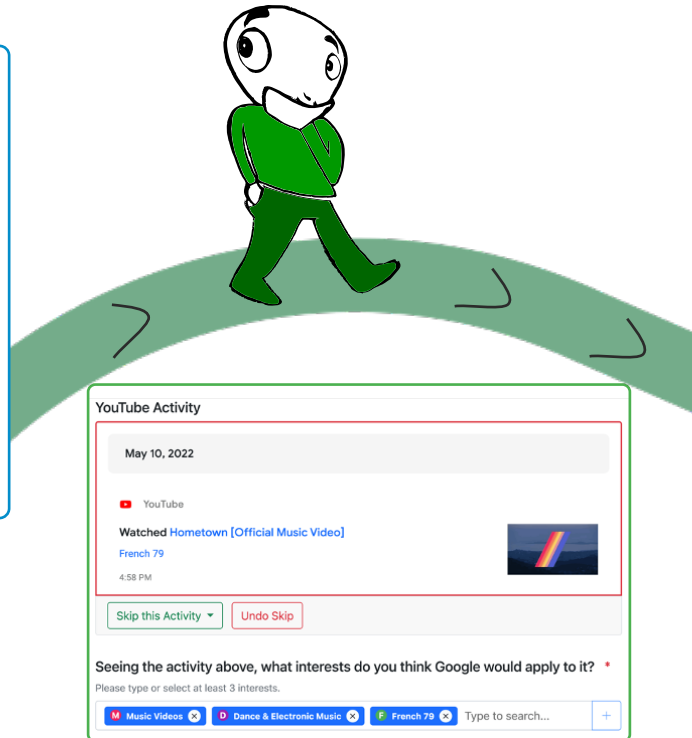 YouTube Activity
May 10, 2022
YouTube
Watched Hometown [Official Music Video]
French 79
4:58 PM
Skip this Activity
Undo Skip
Seeing the activity above, what interests do you think Google would apply to it? *
Please type or select at least 3 interests.
M Music Videos D Dance & Electronic Music F French 79 Type to search... +